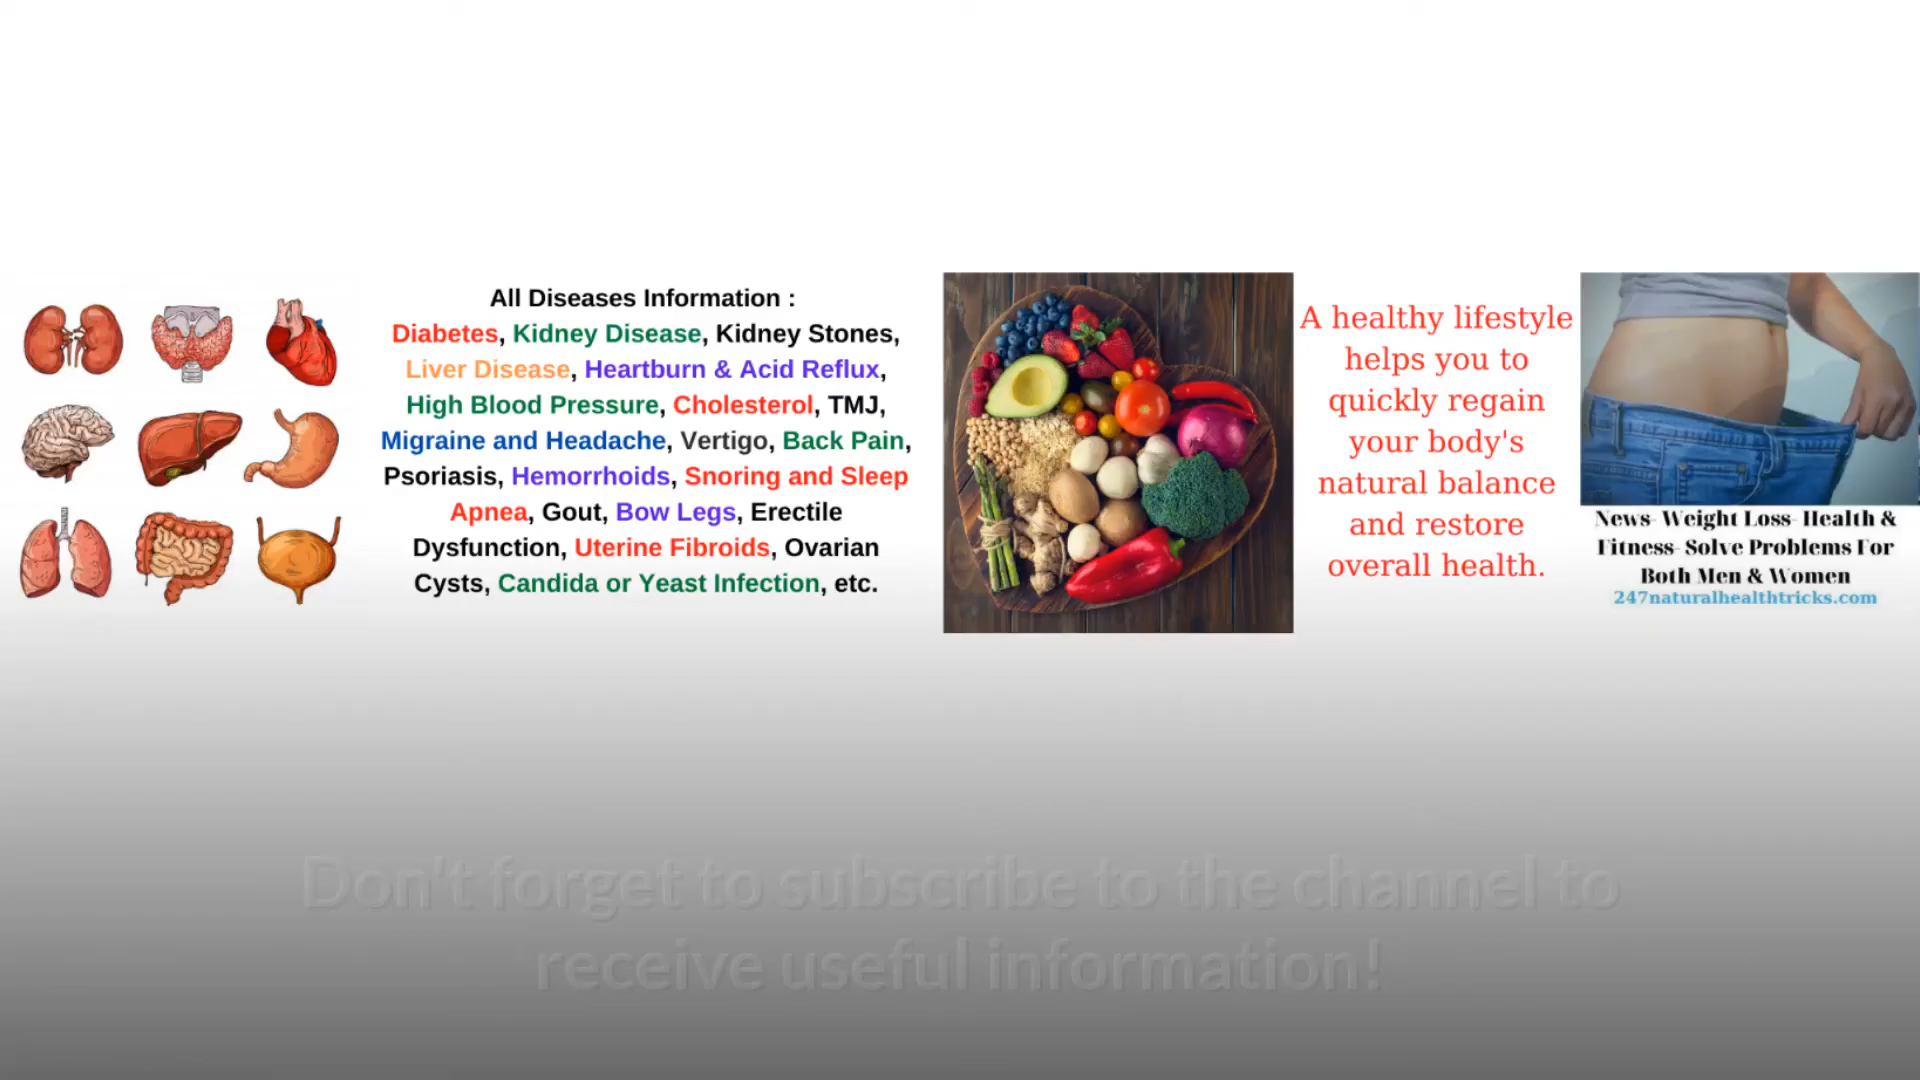 All Diseases Information :
Diabetes, Kidney Disease, Kidney Stones,
Liver Disease, Heartburn & Acid Reflux,
High Blood Pressure, Cholesterol, TMJ,
Migraine and Headache, Vertigo, Back Pain,
Psoriasis, Hemorrhoids, Snoring and Sleep
Apnea, Gout, Bow Legs, Erectile
Dysfunction, Uterine Fibroids, Ovarian
Cysts, Candida or Yeast Infection, etc.
A healthy lifestyle
helps you to
quickly regain
your body's
natural balance
and restore
overall health.
News- Weight Loss- Health &
Fitness- Solve Problems For
Both Men & Women
247naturalhealthtricks.com
Don't forget to subscribe to the channel to
receive useful information!